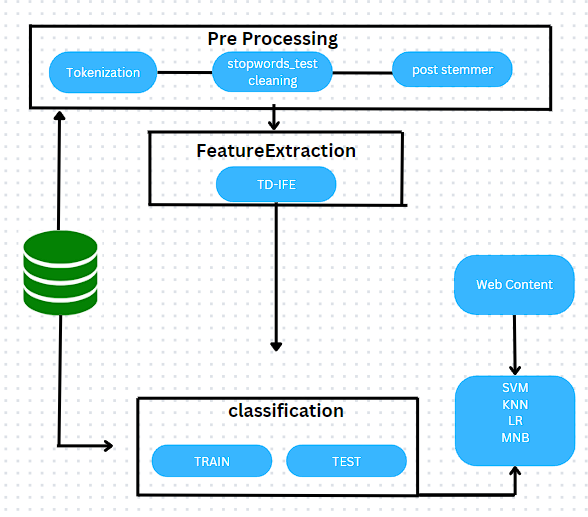 Pre Processing
Tokenization
stopwords_test
cleaning
post stemmer
FeatureExtraction
TD-IFE
Web Content
SVM
KNN
LR
MNB
classification
TRAIN
TEST